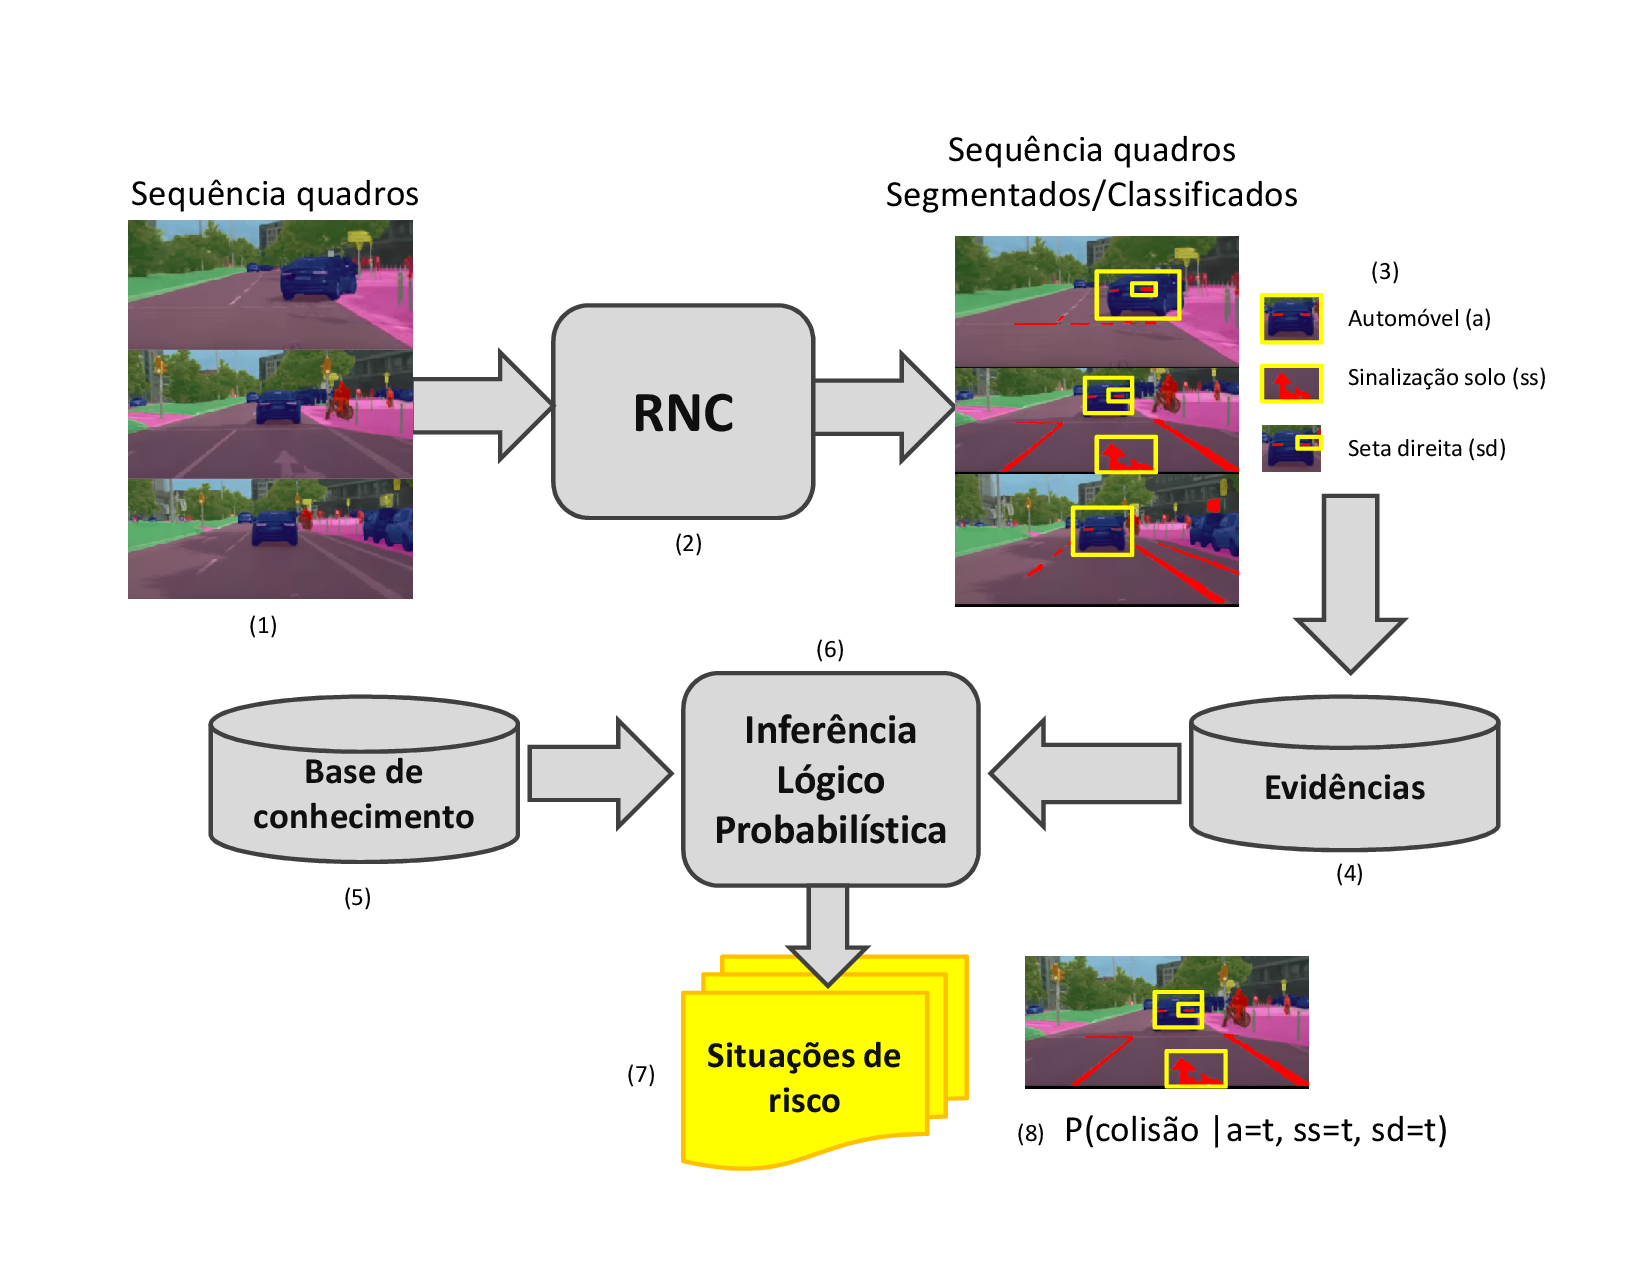 Sequência quadros
Segmentados/Classificados
Sequência quadros
(1)
RNC
(2)
(3)
Automóvel (a)
Sinalização solo (ss)
Seta direita (sd)
Evidências
(4)
Base de
conhecimento
(5)
(6)
Inferência
Lógico
Probabilística
(7)
Situações de
risco
(8) P(colisão |a=t, ss=t, sd=t)